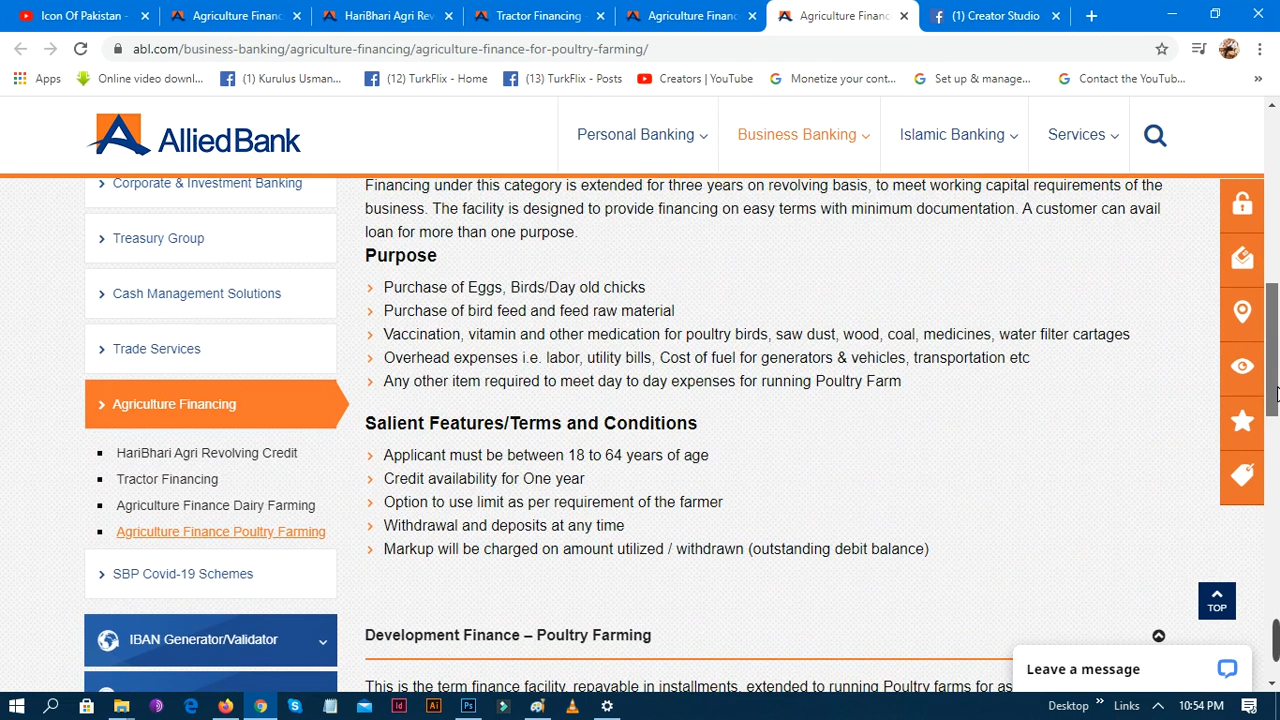 Icon Of Pakistan -
Agriculture Financ
HariBhari Agri Rev
Tractor Financing
Agriculture Financ
Agriculture Financ
(1) Creator Studio
abl.com/business-banking/agriculture-financing/agriculture-finance-for-poultry-farming/
Apps
Online video downl...
(1) Kurulus Usman...
(12) TurkFlix - Home
(13) TurkFlix - Posts
Creators | YouTube
Monetize your cont...
Set up & manage...
Contact the YouTub...
»
Allied Bank
Personal Banking
Business Banking
Islamic Banking
Services
Corporate & Investment Banking
Treasury Group
Cash Management Solutions
Trade Services
Agriculture Financing
HariBhari Agri Revolving Credit
Tractor Financing
Agriculture Finance Dairy Farming
Agriculture Finance Poultry Farming
SBP Covid-19 Schemes
IBAN Generator/Validator
Financing under this category is extended for three years on revolving basis, to meet working capital requirements of the
business. The facility is designed to provide financing on easy terms with minimum documentation. A customer can avail
loan for more than one purpose.
Purpose
Purchase of Eggs, Birds/Day old chicks
Purchase of bird feed and feed raw material
Vaccination, vitamin and other medication for poultry birds, saw dust, wood, coal, medicines, water filter cartages
Overhead expenses i.e. labor, utility bills, Cost of fuel for generators & vehicles, transportation etc
Any other item required to meet day to day expenses for running Poultry Farm
Salient Features/Terms and Conditions
Applicant must be between 18 to 64 years of age
Credit availability for One year
Option to use limit as per requirement of the farmer
Withdrawal and deposits at any time
Markup will be charged on amount utilized / withdrawn (outstanding debit balance)
Development Finance – Poultry Farming
This is the term finance facility, repayable in installments, extended to running Poultry farms for as
TOP
Leave a message
Id
Ai
Ps
Desktop
»
Links
10:54 PM